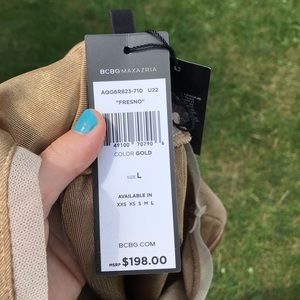 BCBGMAXAZRIA
AQG6R823-710 U22
"FRESNO"
49100 70790 6
COLOR GOLD
SIZE L
AVAILABLE IN
XXS XS S M L
BCBG.COM
MSRP $198.00